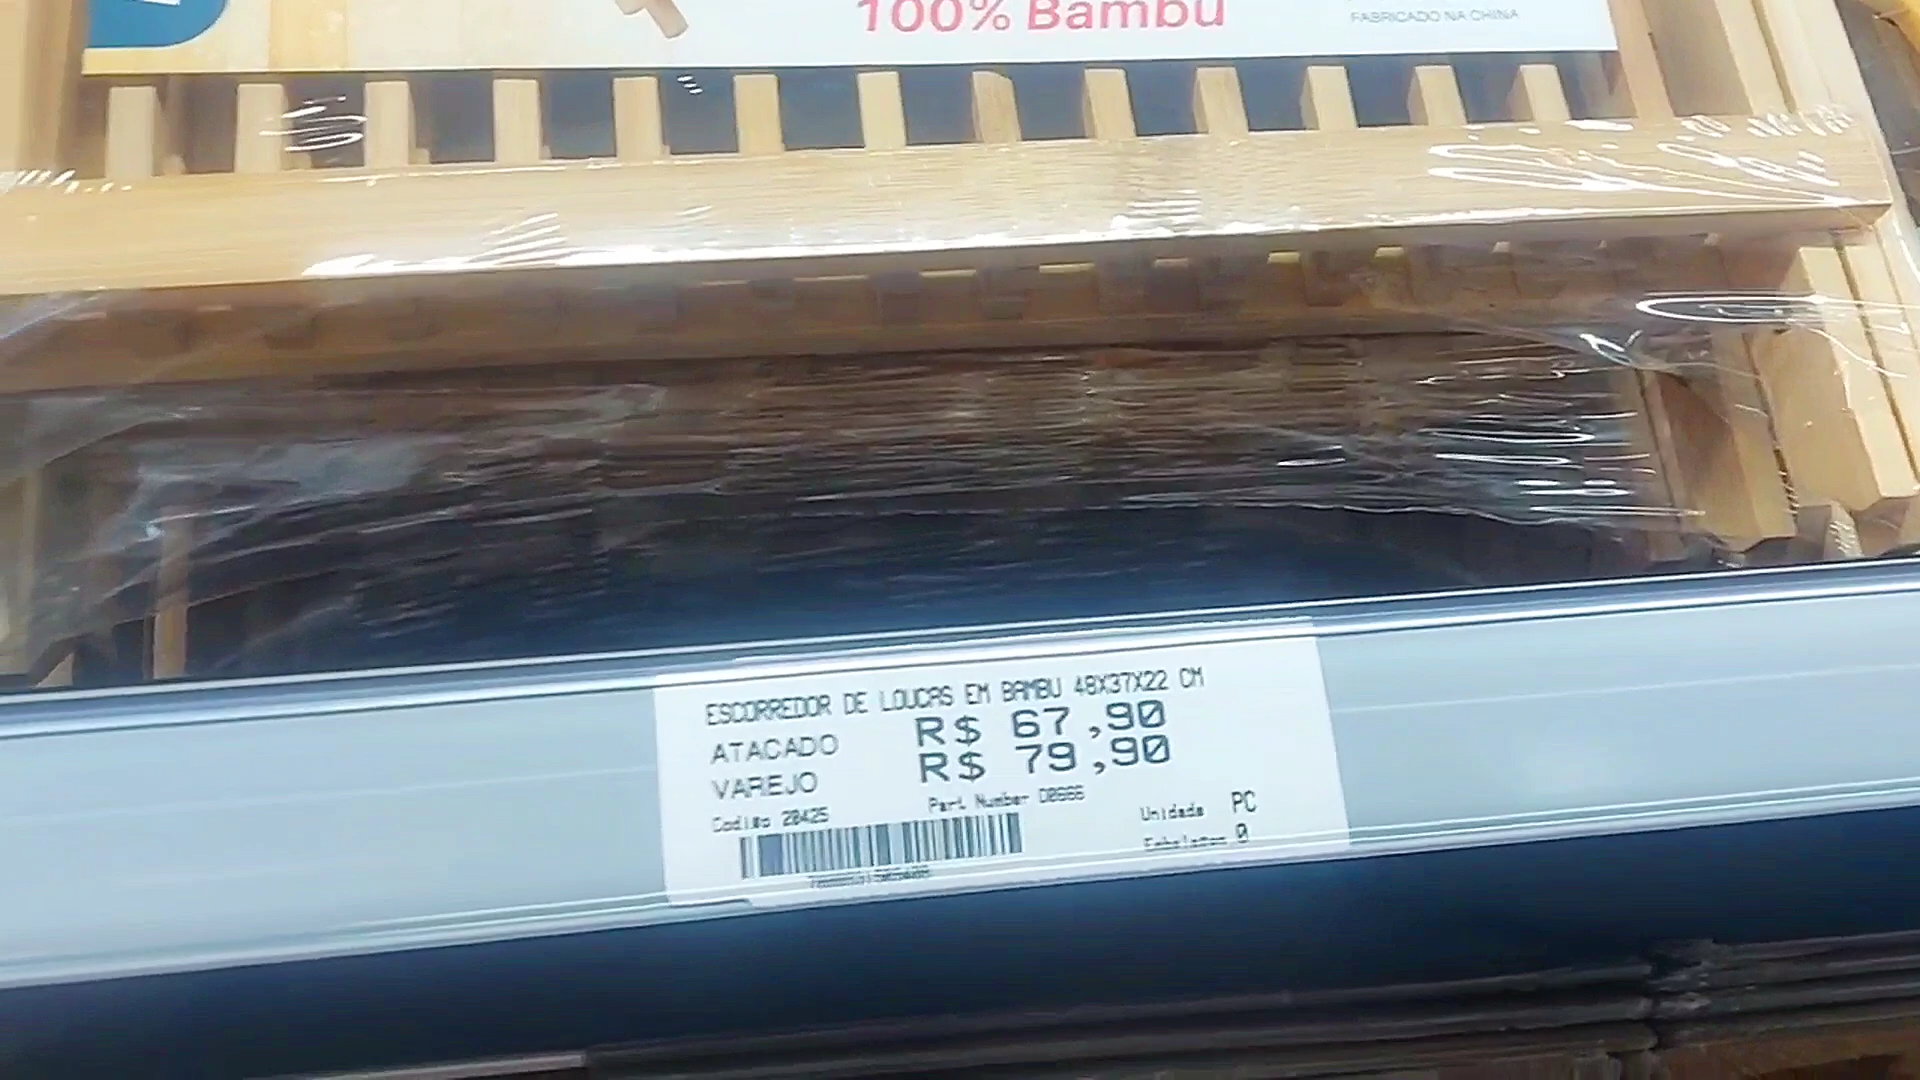 100% Bambu
FABRICADO NA CHINA
ESCORREDOR DE LOUCAS EM BAMBU 48X37X22 CM
ATACADO R$ 67,90
VAREJO R$ 79,90
Codigo 20425 Part Number D0666
Unidade PC